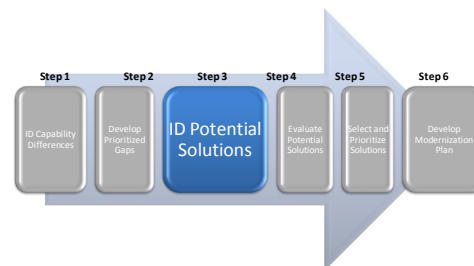 Step 1 Step 2 Step 3 Step 4 Step 5 Step 6
ID Capability
Differences
Develop
Prioritized
Gaps
ID Potential
Solutions
Evaluate
Potential
Solutions
Select and
Prioritize
Solutions
Develop
Modernization
Plan